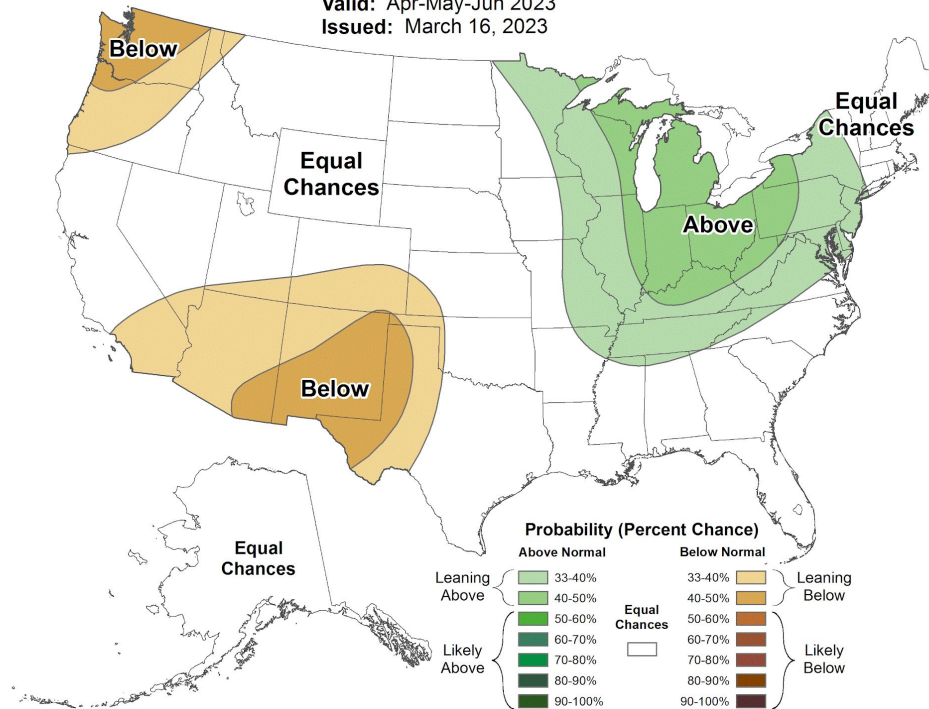 Valid: Apr-May-Jun 2023
Issued: March 16, 2023
Below
Equal
Chances
Equal
Chances
Above
Below
Equal
Chances
Probability (Percent Chance)
Above Normal
Below Normal
Leaning
Above
33-40%
40-50%
Likely
Above
50-60%
60-70%
70-80%
80-90%
90-100%
Equal
Chances
33-40%
40-50%
Leaning
Below
50-60%
60-70%
70-80%
80-90%
90-100%
Likely
Below